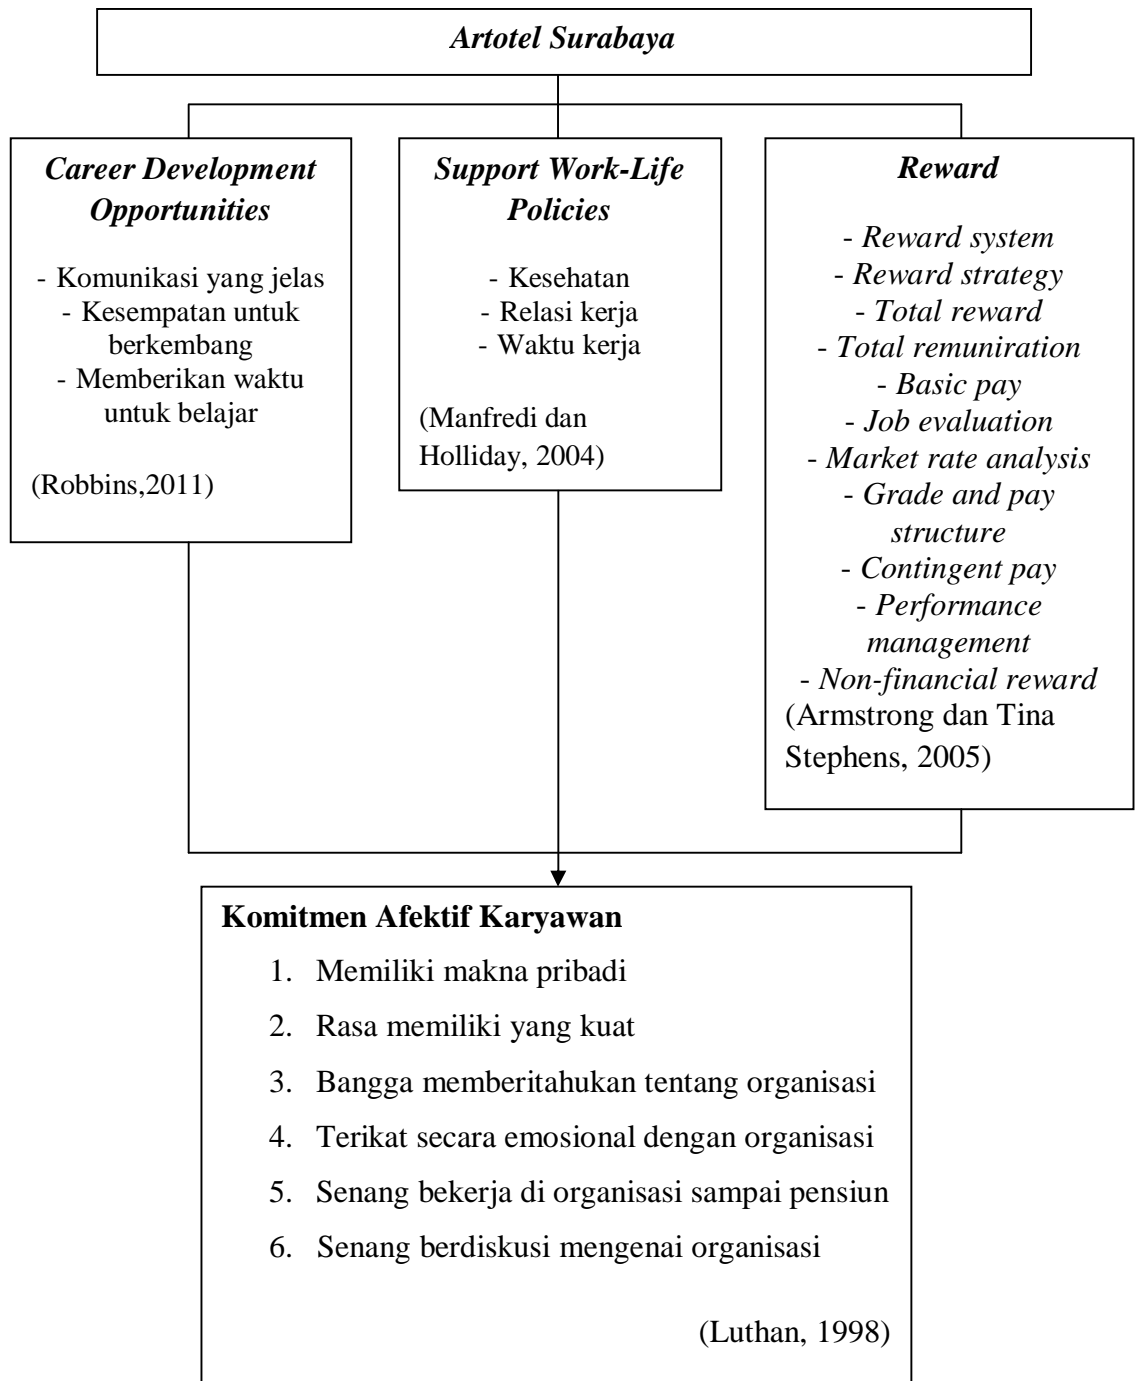 Artotel Surabaya
Career Development
Opportunities
- Komunikasi yang jelas
- Kesempatan untuk
berkembang
- Memberikan waktu
untuk belajar
(Robbins,2011)
Support Work-Life
Policies
- Kesehatan
- Relasi kerja
- Waktu kerja
(Manfredi dan
Holliday, 2004)
Reward
- Reward system
- Reward strategy
- Total reward
- Total remuniration
- Basic pay
- Job evaluation
- Market rate analysis
- Grade and pay
structure
- Contingent pay
- Performance
management
- Non-financial reward
(Armstrong dan Tina
Stephens, 2005)
Komitmen Afektif Karyawan
1. Memiliki makna pribadi
2. Rasa memiliki yang kuat
3. Bangga memberitahukan tentang organisasi
4. Terikat secara emosional dengan organisasi
5. Senang bekerja di organisasi sampai pensiun
6. Senang berdiskusi mengenai organisasi
(Luthan, 1998)